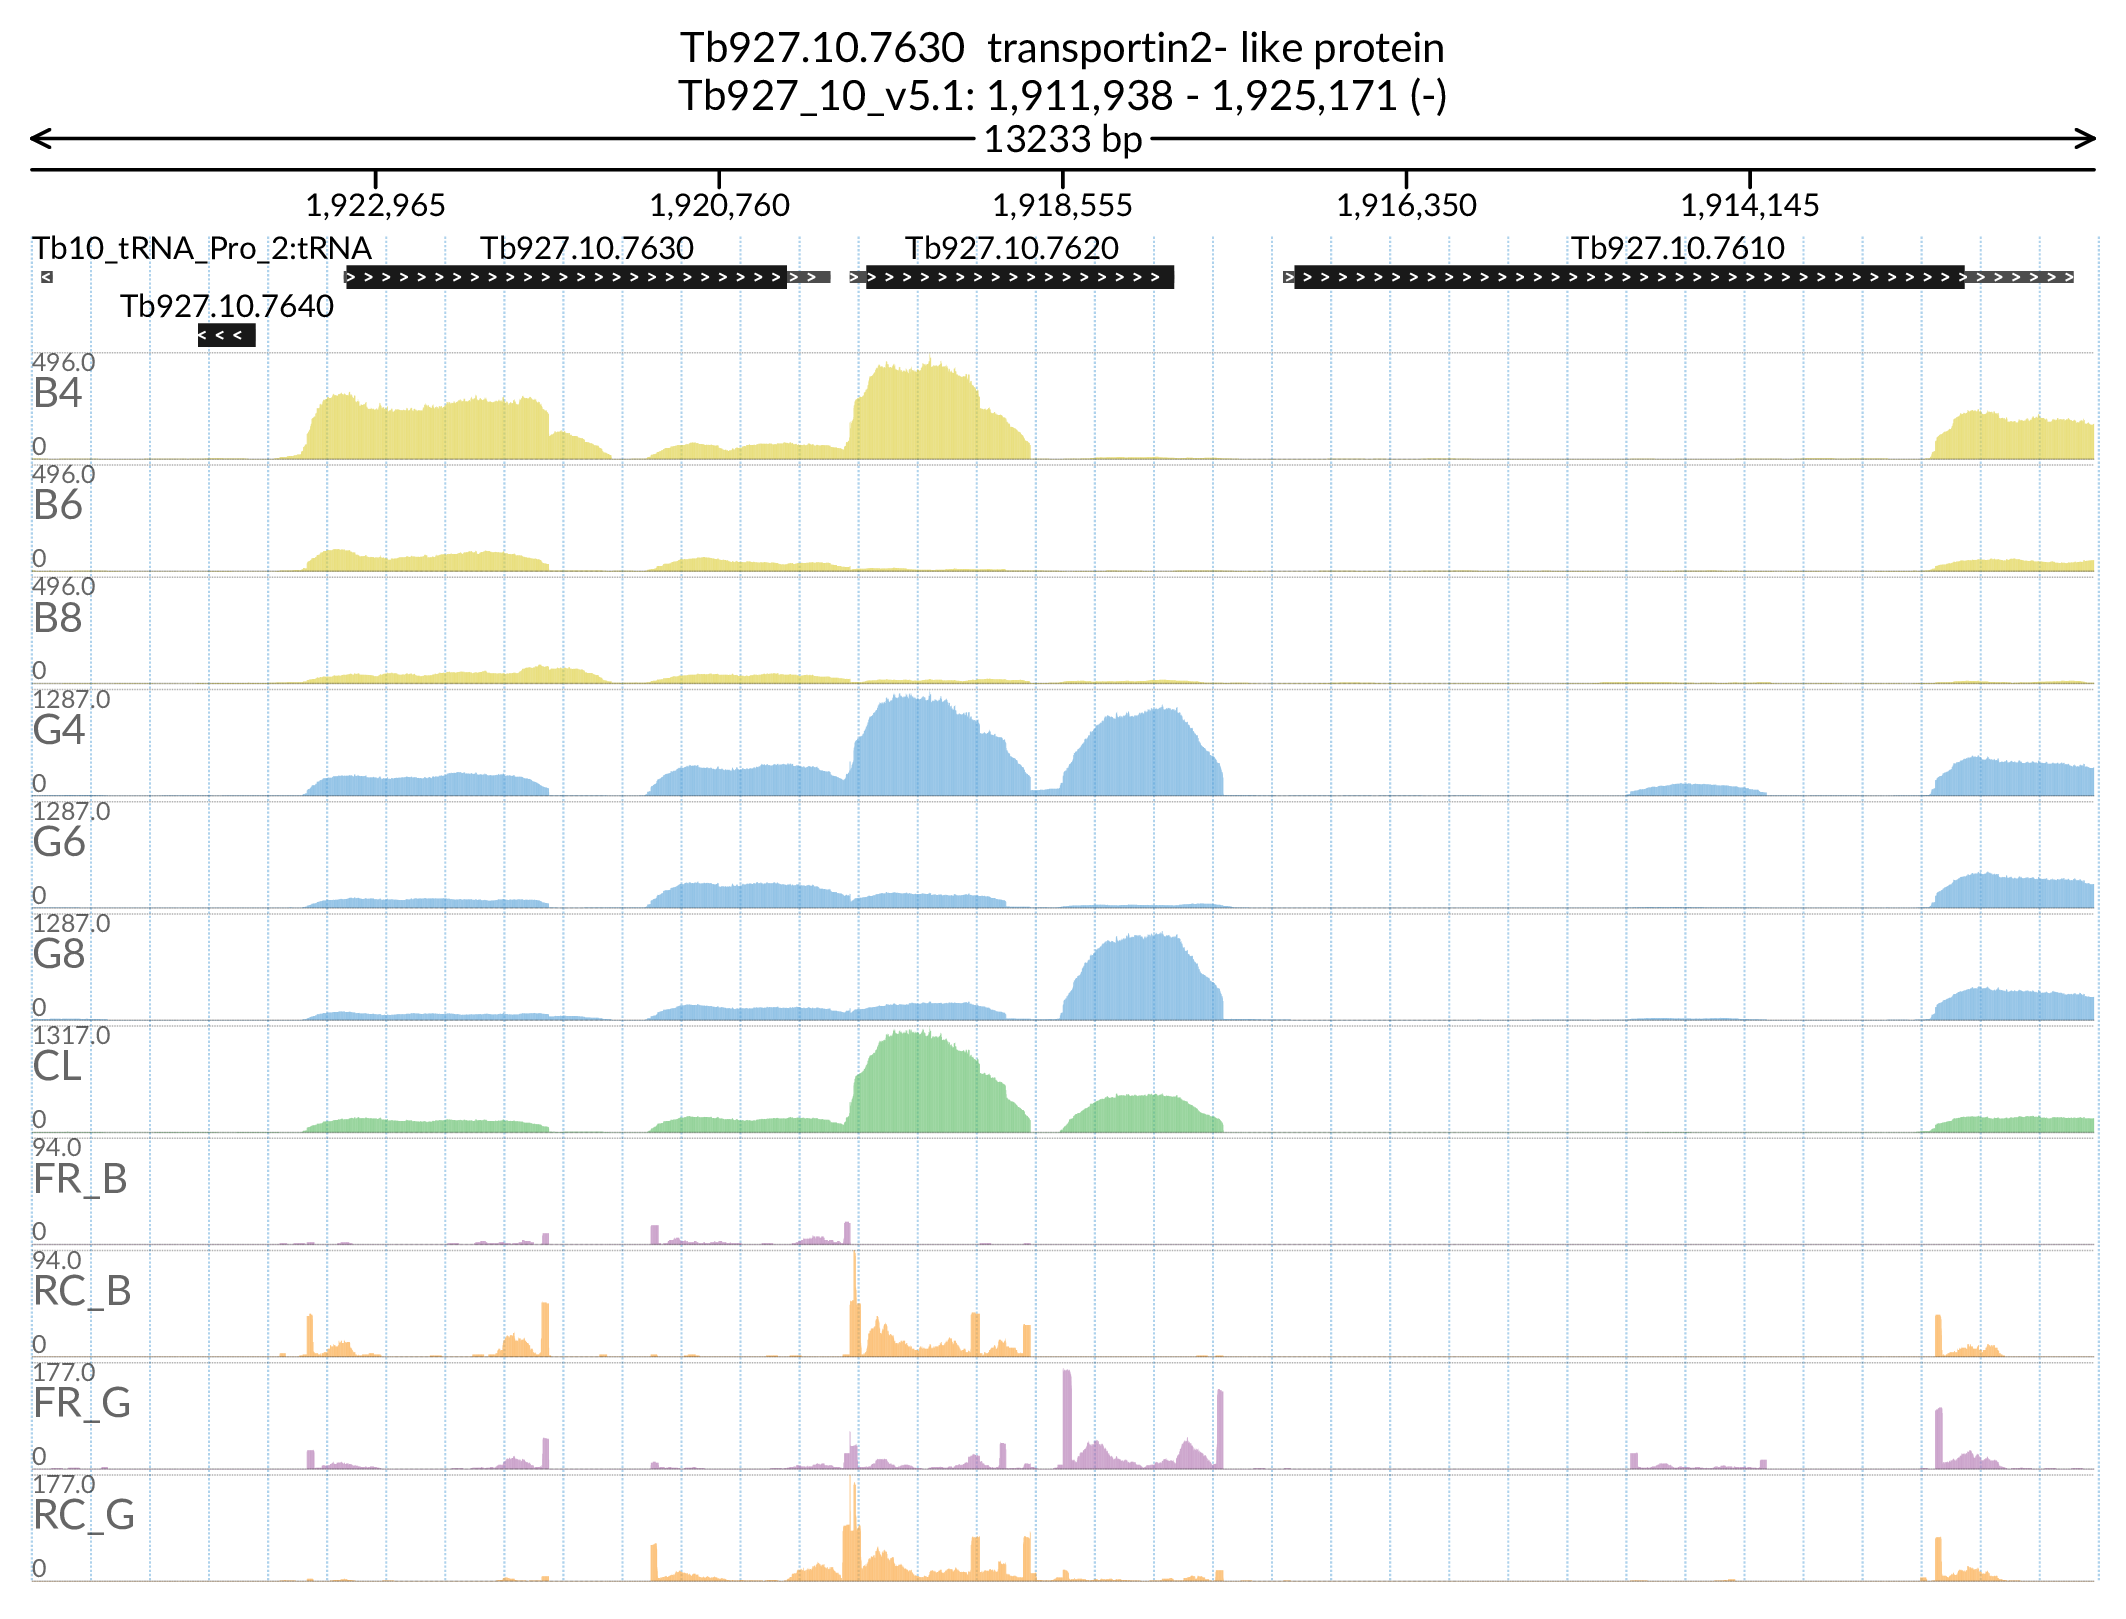 Tb927.10.7630  transportin2- like protein
Tb927_10_v5.1: 1,911,938 - 1,925,171 (-)
13233 bp
1,922,965 1,920,760 1,918,555 1,916,350 1,914,145
Tb10_tRNA_Pro_2:tRNA Tb927.10.7630 Tb927.10.7620 Tb927.10.7610
Tb927.10.7640
496.0
B4
0
496.0
B6
0
496.0
B8
0
1287.0
G4
0
1287.0
G6
0
1287.0
G8
0
1317.0
CL
0
94.0
FR_B
0
94.0
RC_B
0
177.0
FR_G
0
177.0
RC_G
0